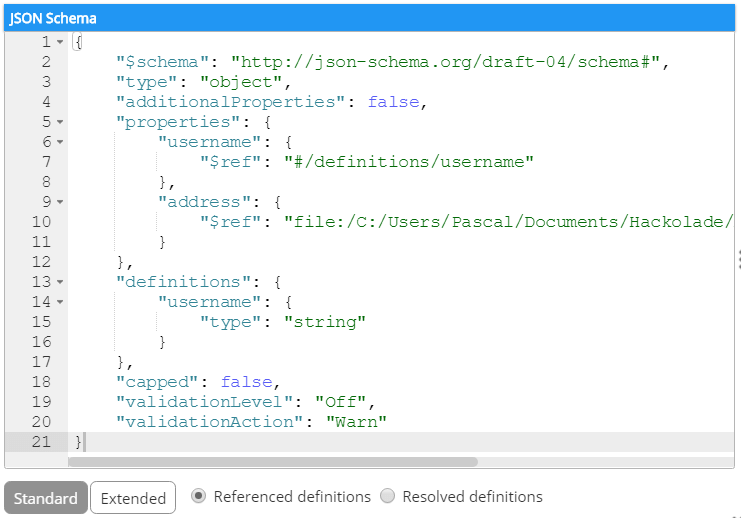 JSON Schema
1 {
2 "$schema": "http://json-schema.org/draft-04/schema#",
3 "type": "object",
4 "additionalProperties": false,
5 "properties": {
6 "username": {
7 "$ref": "#/definitions/username"
8 },
9 "address": {
10 "$ref": "file:/C:/Users/Pascal/Documents/Hackolade/
11 }
12 },
13 "definitions": {
14 "username": {
15 "type": "string"
16 }
17 },
18 "capped": false,
19 "validationLevel": "Off",
20 "validationAction": "Warn"
21 }
Standard Extended Referenced definitions Resolved definitions